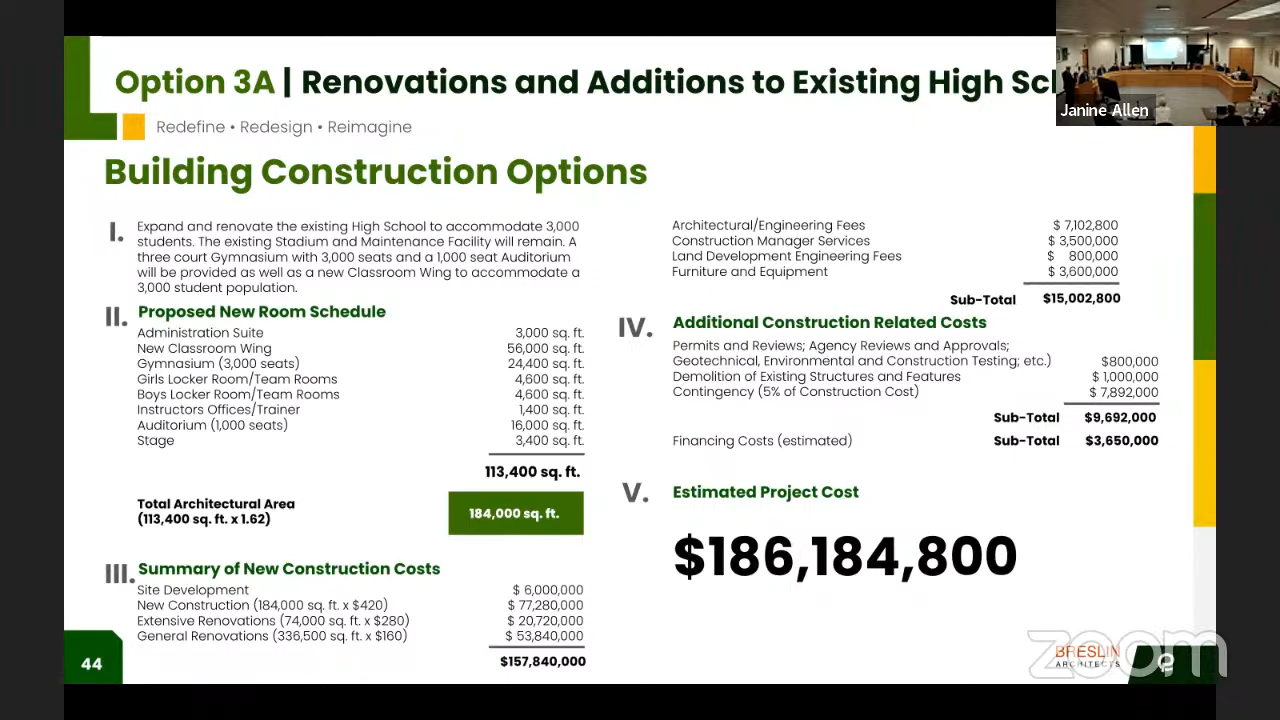 Option 3A | Renovations and Additions to Existing High Sc
Janine Allen
Redefine • Redesign • Reimagine
Building Construction Options
I. Expand and renovate the existing High School to accommodate 3,000
students. The existing Stadium and Maintenance Facility will remain. A
three court Gymnasium with 3,000 seats and a 1,000 seat Auditorium
will be provided as well as a new Classroom Wing to accommodate a
3,000 student population.
II. Proposed New Room Schedule
Administration Suite 3,000 sq. ft.
New Classroom Wing 56,000 sq. ft.
Gymnasium (3,000 seats) 24,400 sq. ft.
Girls Locker Room/Team Rooms 4,600 sq. ft.
Boys Locker Room/Team Rooms 4,600 sq. ft.
Instructors Offices/Trainer 1,400 sq. ft.
Auditorium (1,000 seats) 16,000 sq. ft.
Stage 3,400 sq. ft.
113,400 sq. ft.
Total Architectural Area
(113,400 sq. ft. x 1.62) 184,000 sq. ft.
III. Summary of New Construction Costs
Site Development $ 6,000,000
New Construction (184,000 sq. ft. x $420) $ 77,280,000
Extensive Renovations (74,000 sq. ft. x $280) $ 20,720,000
General Renovations (336,500 sq. ft. x $160) $ 53,840,000
$157,840,000
Architectural/Engineering Fees $ 7,102,800
Construction Manager Services $ 3,500,000
Land Development Engineering Fees $ 800,000
Furniture and Equipment $ 3,600,000
Sub-Total $15,002,800
IV. Additional Construction Related Costs
Permits and Reviews; Agency Reviews and Approvals;
Geotechnical, Environmental and Construction Testing; etc.) $800,000
Demolition of Existing Structures and Features $ 1,000,000
Contingency (5% of Construction Cost) $ 7,892,000
Sub-Total $9,692,000
Financing Costs (estimated) Sub-Total $3,650,000
V. Estimated Project Cost
$186,184,800
44
BRESLIN
ARCHITECTS
zoom